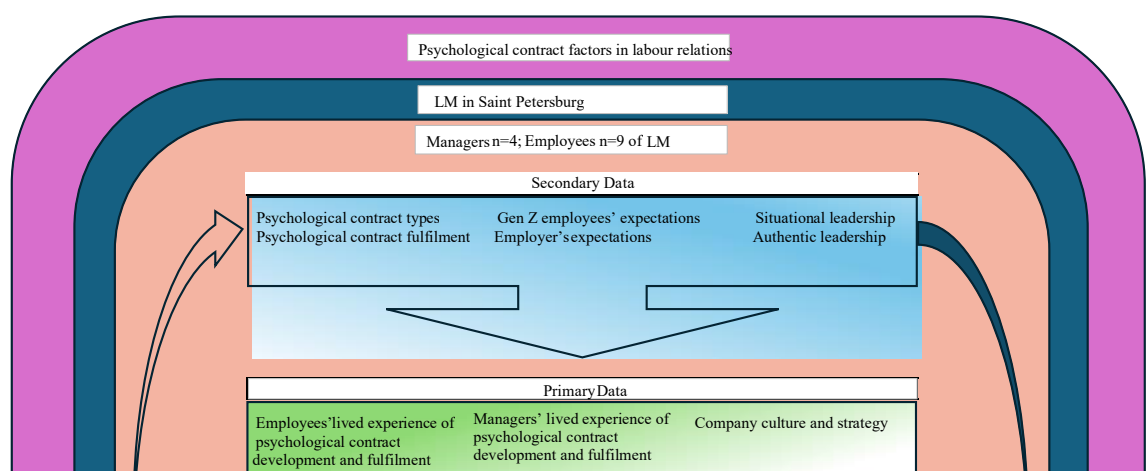 Psychological contract factors in labour relations
LM in Saint Petersburg
Managers n=4; Employees n=9 of LM
Secondary Data
Psychological contract types
Psychological contract fulfilment
Gen Z employees' expectations
Employer's expectations
Situational leadership
Authentic leadership
Primary Data
Employees' lived experience of
psychological contract
development and fulfilment
Managers' lived experience of
psychological contract
development and fulfilment
Company culture and strategy